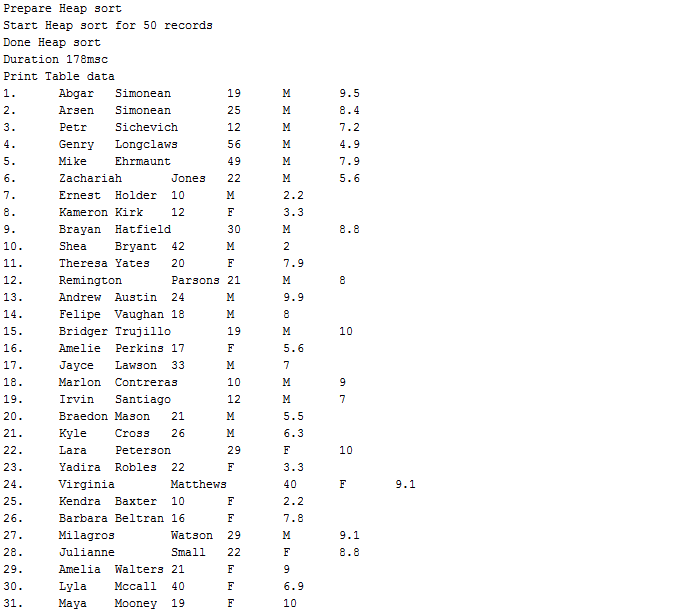 Prepare Heap sort
Start Heap sort for 50 records
Done Heap sort
Duration 178msc
Print Table data
1. Abgar Simonean 19 M 9.5
2. Arsen Simonean 25 M 8.4
3. Petr Sichevich 12 M 7.2
4. Genry Longclaws 56 M 4.9
5. Mike Ehrmaunt 49 M 7.9
6. Zachariah Jones 22 M 5.6
7. Ernest Holder 10 M 2.2
8. Kameron Kirk 12 F 3.3
9. Brayan Hatfield 30 M 8.8
10. Shea Bryant 42 M 2
11. Theresa Yates 20 F 7.9
12. Remington Parsons 21 M 8
13. Andrew Austin 24 M 9.9
14. Felipe Vaughan 18 M 8
15. Bridger Trujillo 19 M 10
16. Amelie Perkins 17 F 5.6
17. Jayce Lawson 33 M 7
18. Marlon Contreras 10 M 9
19. Irvin Santiago 12 M 7
20. Braedon Mason 21 M 5.5
21. Kyle Cross 26 M 6.3
22. Lara Peterson 29 F 10
23. Yadira Robles 22 F 3.3
24. Virginia Matthews 40 F 9.1
25. Kendra Baxter 10 F 2.2
26. Barbara Beltran 16 F 7.8
27. Milagros Watson 29 M 9.1
28. Julianne Small 22 F 8.8
29. Amelia Walters 21 F 9
30. Lyla Mccall 40 F 6.9
31. Maya Mooney 19 F 10